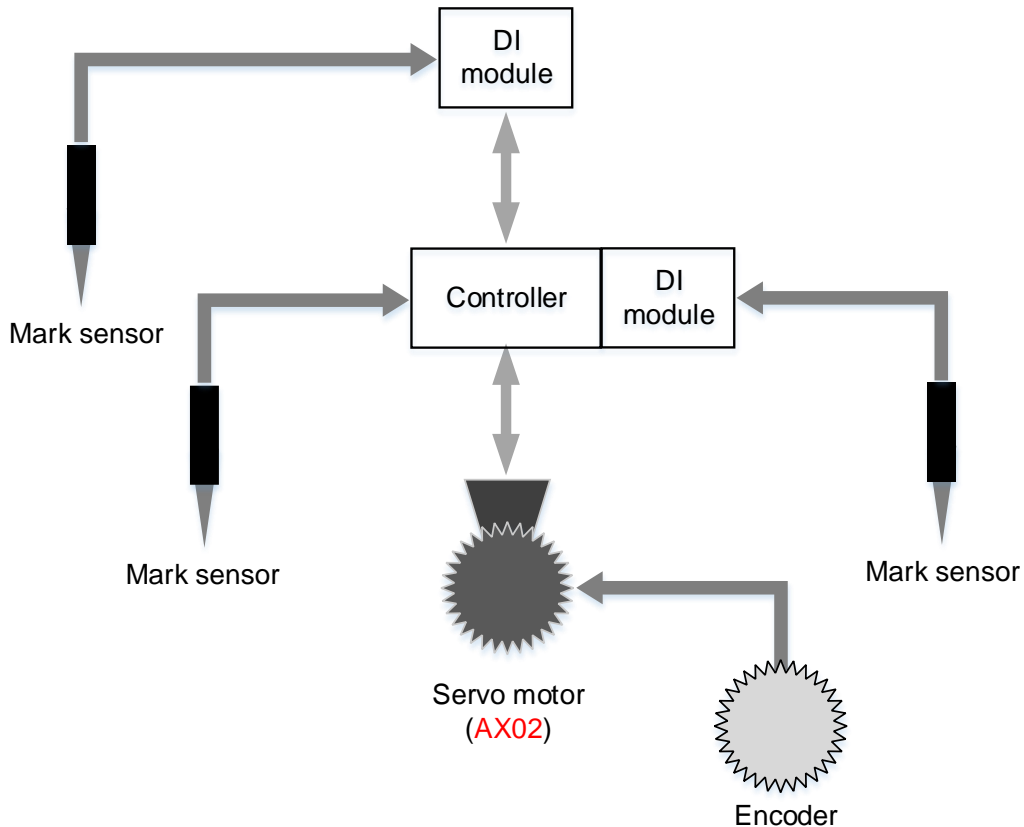 DI
module
Mark sensor
Controller
DI
module
Mark sensor
Mark sensor
Servo motor
(AX02)
Encoder